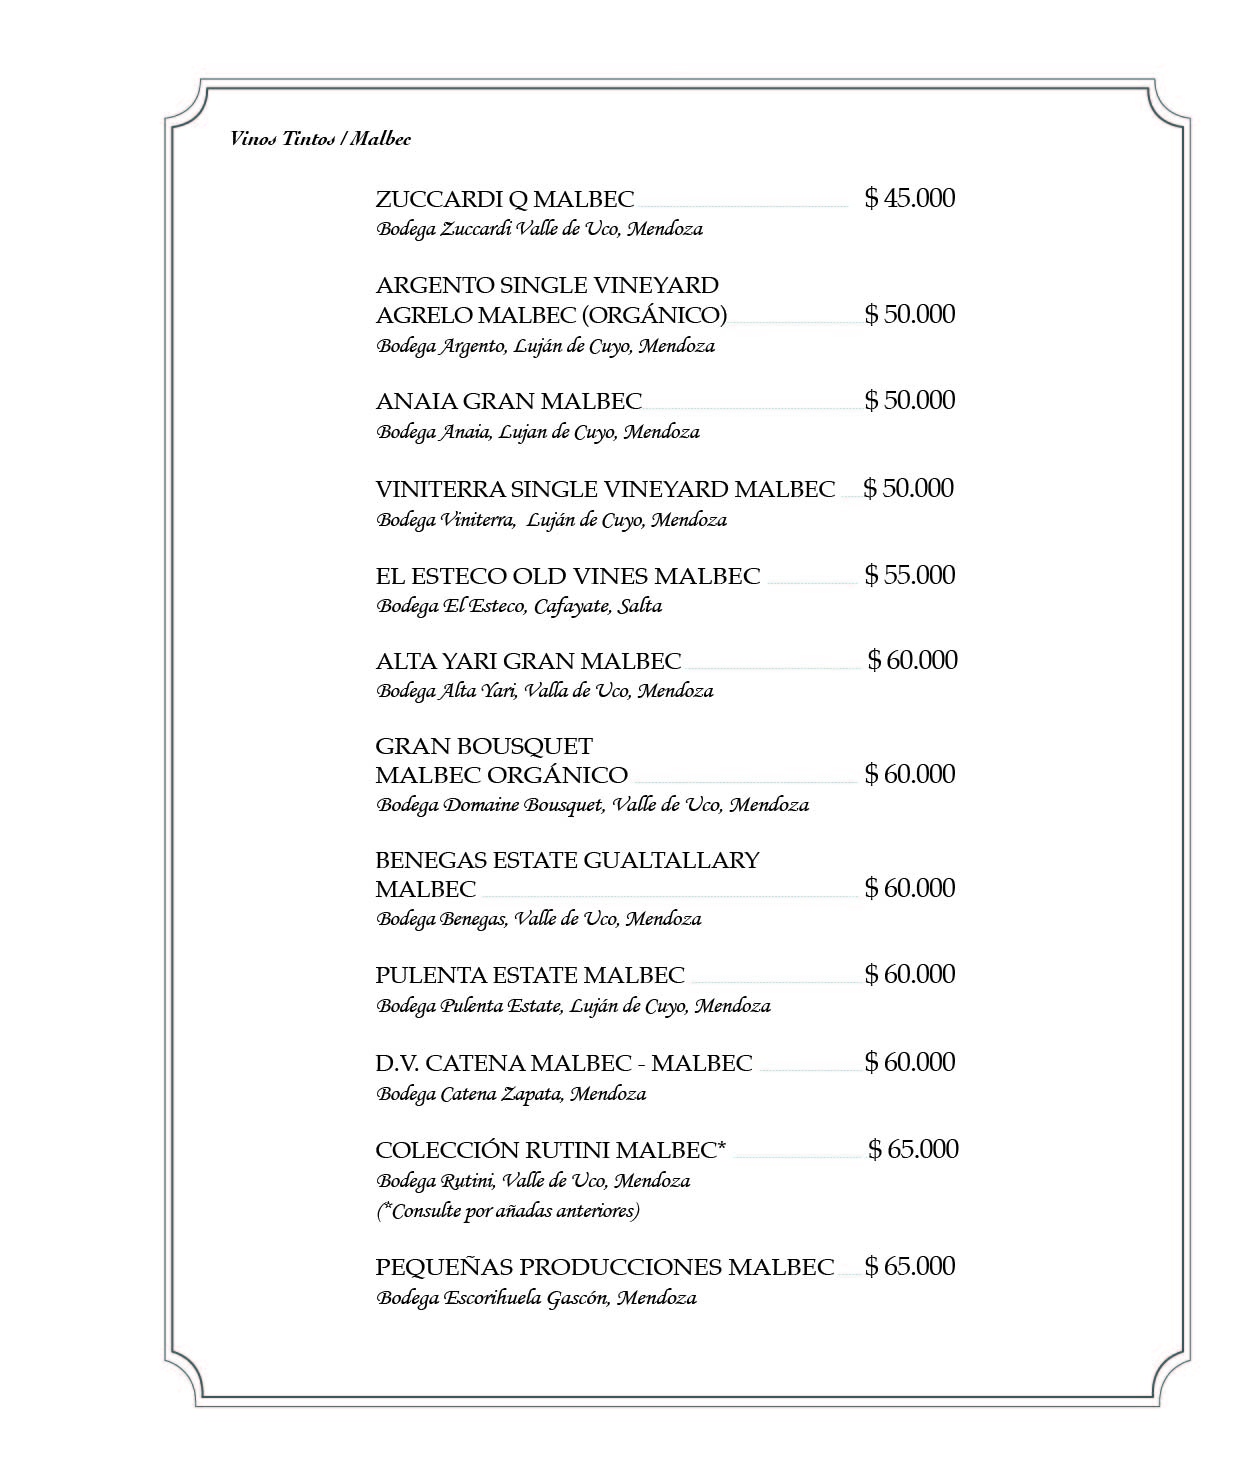 Vinos Tintos / Malbec
ZUCCARDI Q MALBEC $ 45.000
Bodega Zuccardi Valle de Uco, Mendoza
ARGENTO SINGLE VINEYARD
AGRELO MALBEC (ORGÁNICO) $ 50.000
Bodega Argento, Luján de Cuyo, Mendoza
ANAIA GRAN MALBEC $ 50.000
Bodega Anaia, Lujan de Cuyo, Mendoza
VINITERRA SINGLE VINEYARD MALBEC $ 50.000
Bodega Viniterra, Luján de Cuyo, Mendoza
EL ESTECO OLD VINES MALBEC $ 55.000
Bodega El Esteco, Cafayate, Salta
ALTA YARI GRAN MALBEC $ 60.000
Bodega Alta Yari, Valla de Uco, Mendoza
GRAN BOUSQUET
MALBEC ORGÁNICO $ 60.000
Bodega Domaine Bousquet, Valle de Uco, Mendoza
BENEGAS ESTATE GUALTALLARY
MALBEC $ 60.000
Bodega Benegas, Valle de Uco, Mendoza
PULENTA ESTATE MALBEC $ 60.000
Bodega Pulenta Estate, Luján de Cuyo, Mendoza
D.V. CATENA MALBEC - MALBEC $ 60.000
Bodega Catena Zapata, Mendoza
COLECCIÓN RUTINI MALBEC* $ 65.000
Bodega Rutini, Valle de Uco, Mendoza
(*Consulte por añadas anteriores)
PEQUEÑAS PRODUCCIONES MALBEC $ 65.000
Bodega Escorihuela Gascón, Mendoza